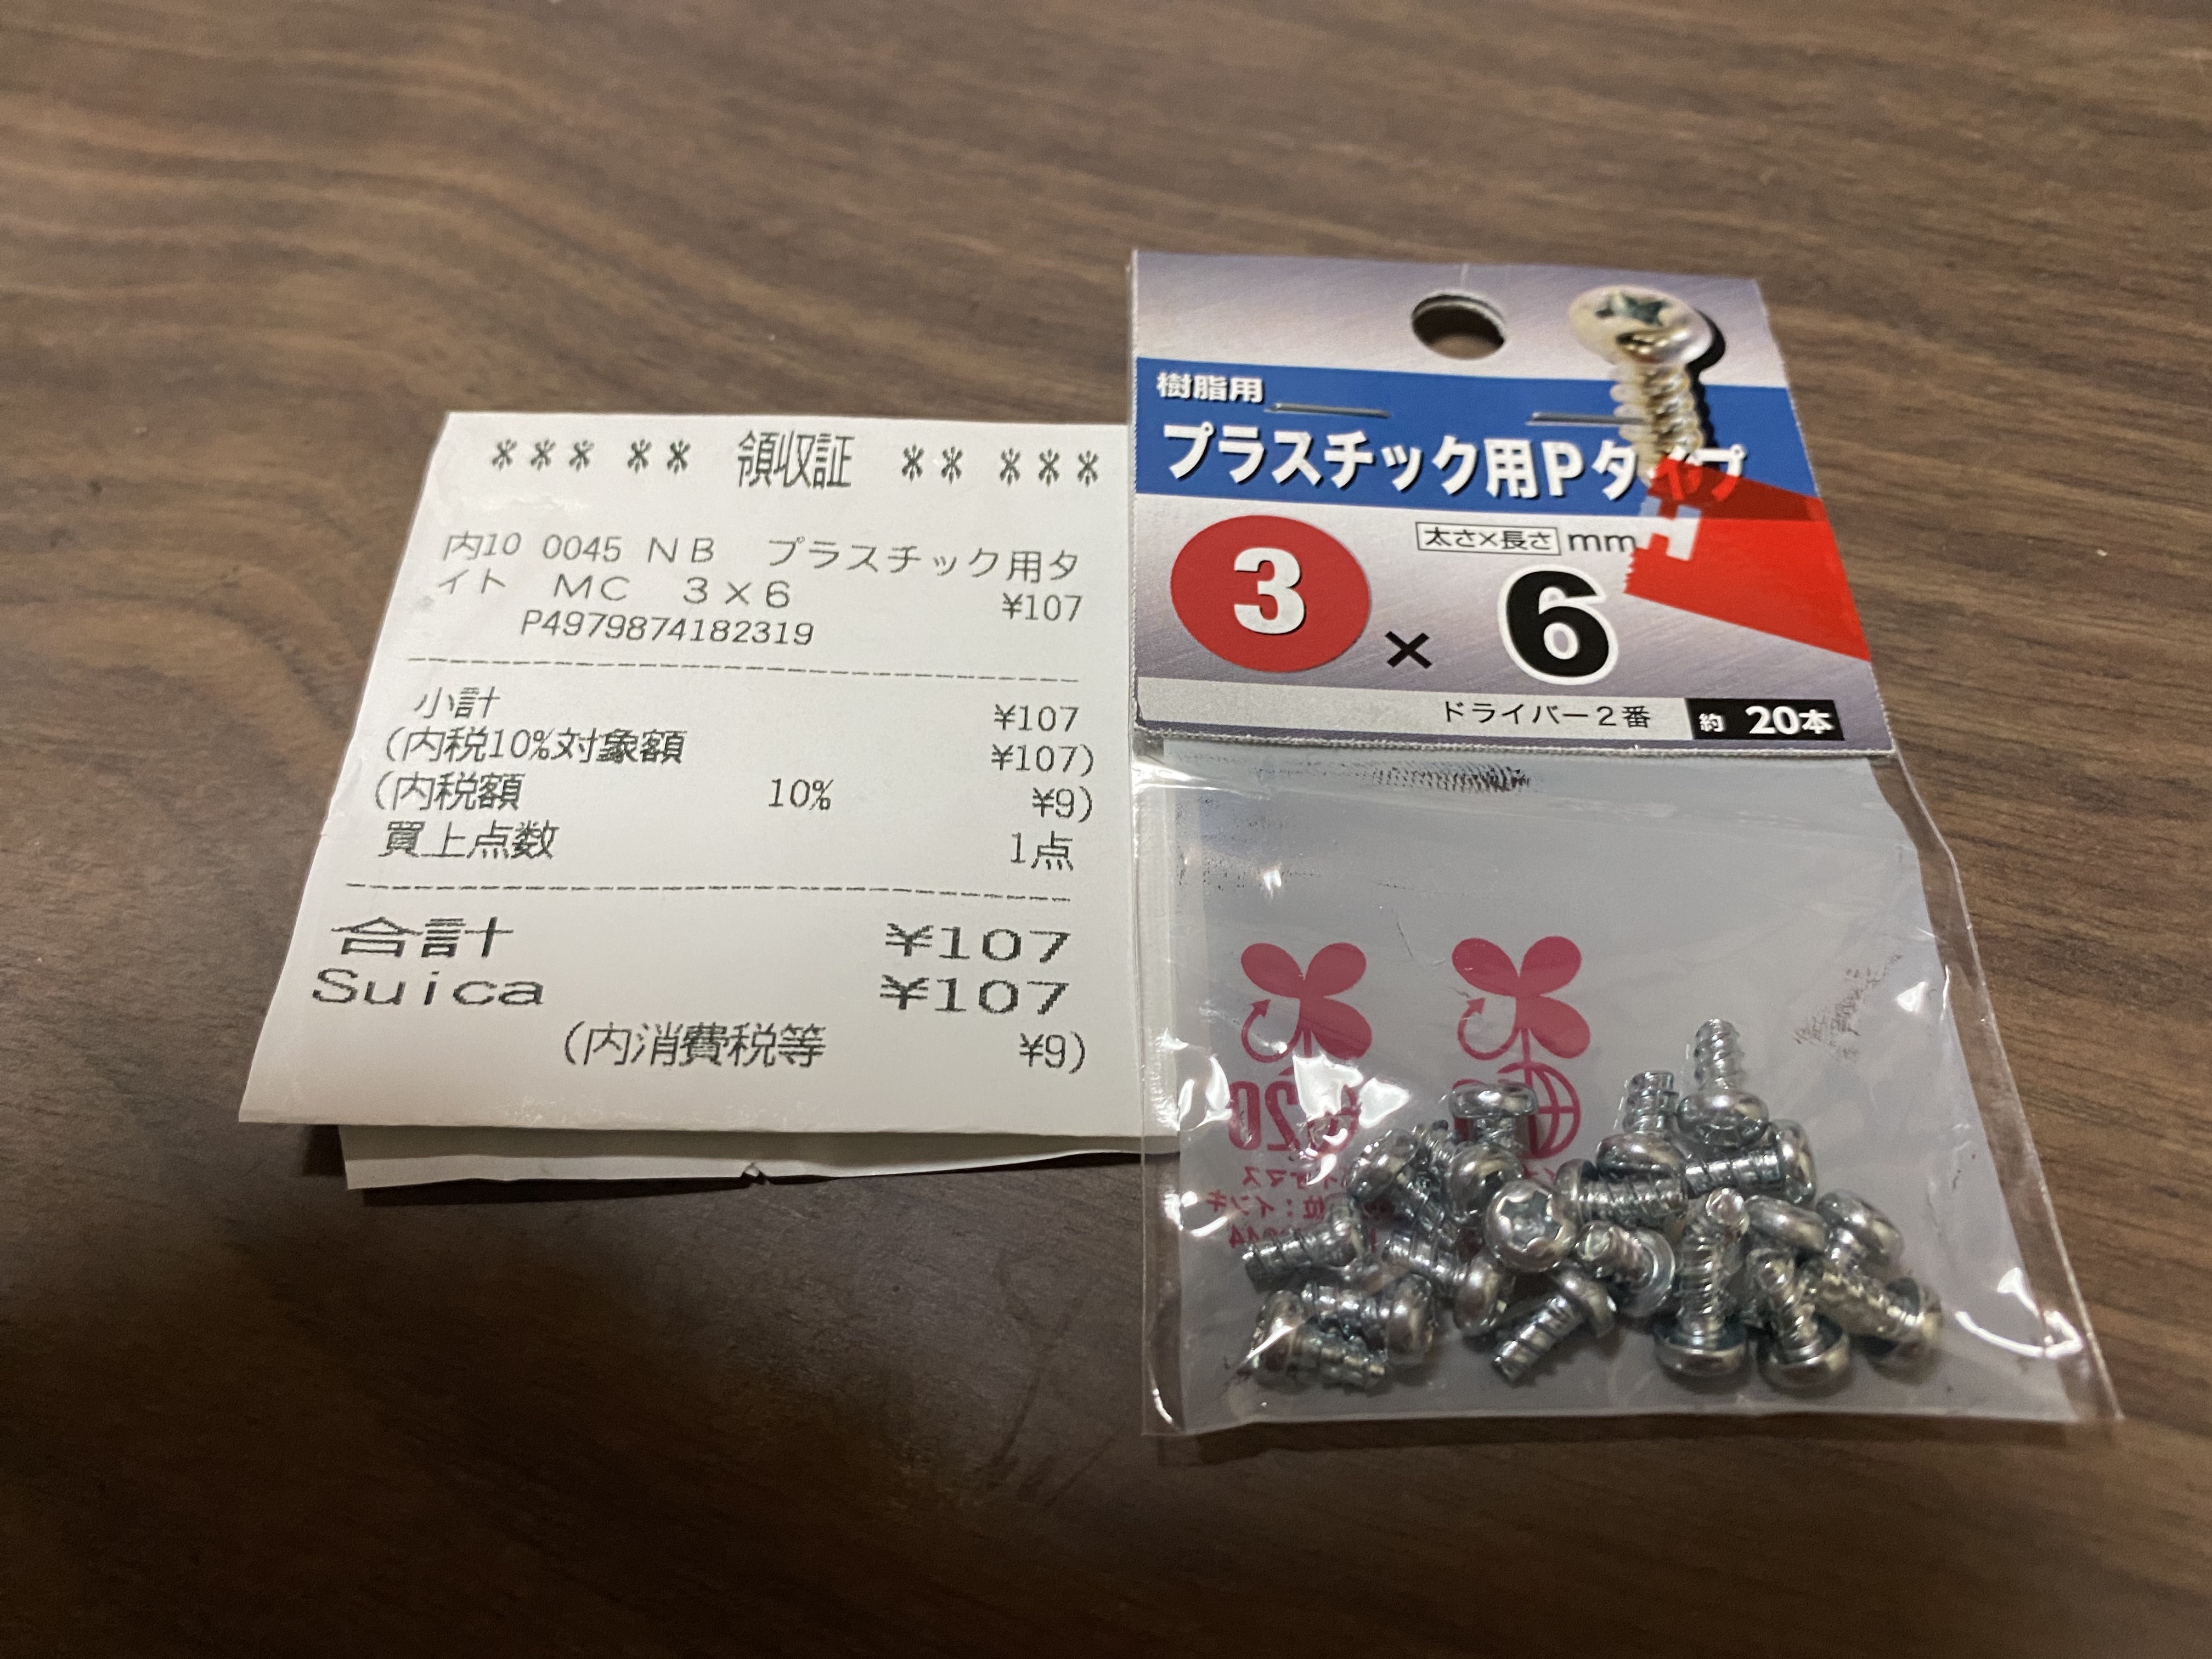 *** ** 領収証 ** ***
内10 0045 NB プラスチック用タ
イト MC 3×6 ¥107
P4979874182319
小計 ¥107
(内税10%対象額 ¥107)
(内税額 10% ¥9)
買上点数 1点
合計 ¥107
Suica ¥107
(内消費税等 ¥9)
樹脂用
プラスチック用Pタイプ
太さ×長さ mm
3 × 6
ドライバー2番 約 20本